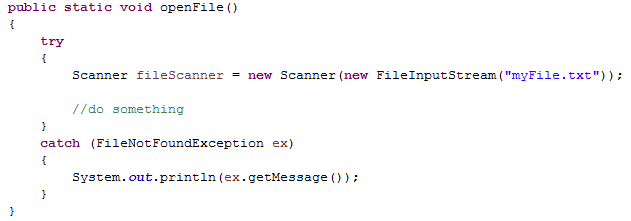 public static void openFile()
{
    try
    {
        Scanner fileScanner = new Scanner(new FileInputStream("myFile.txt"));

        //do something
    }
    catch (FileNotFoundException ex)
    {
        System.out.println(ex.getMessage());
    }
}